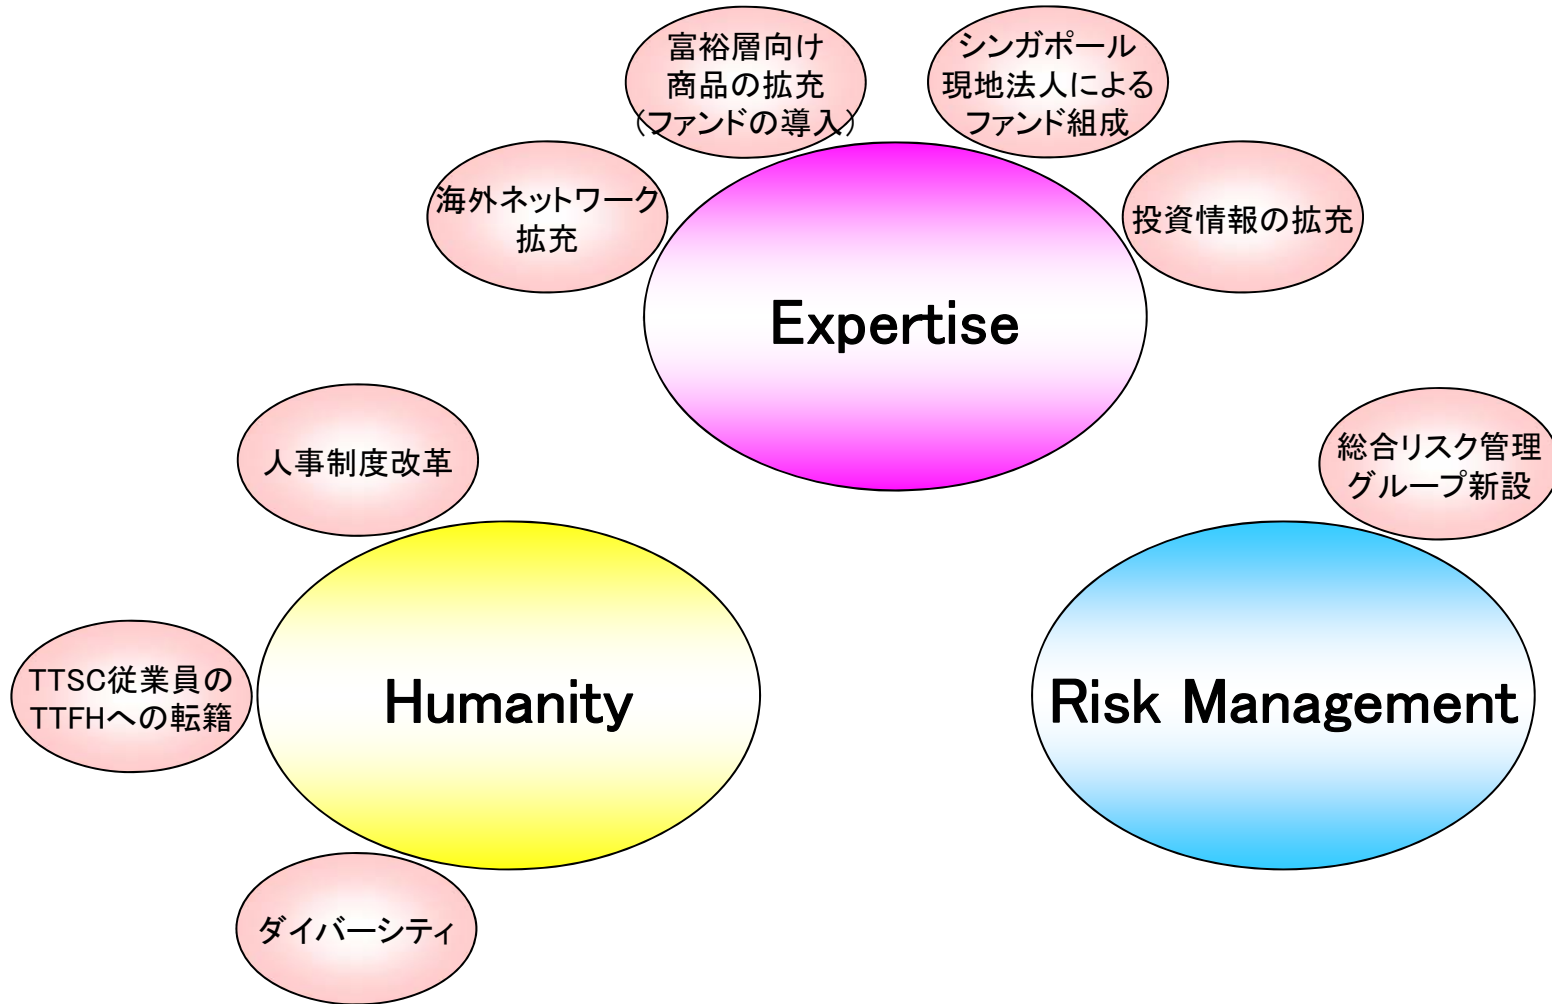 富裕層向け
商品の拡充
(ファンドの導入)
シンガポール
現地法人による
ファンド組成
海外ネットワーク
拡充
投資情報の拡充
Expertise
人事制度改革
総合リスク管理
グループ新設
TTSC従業員の
TTFHへの転籍
Humanity
Risk Management
ダイバーシティ